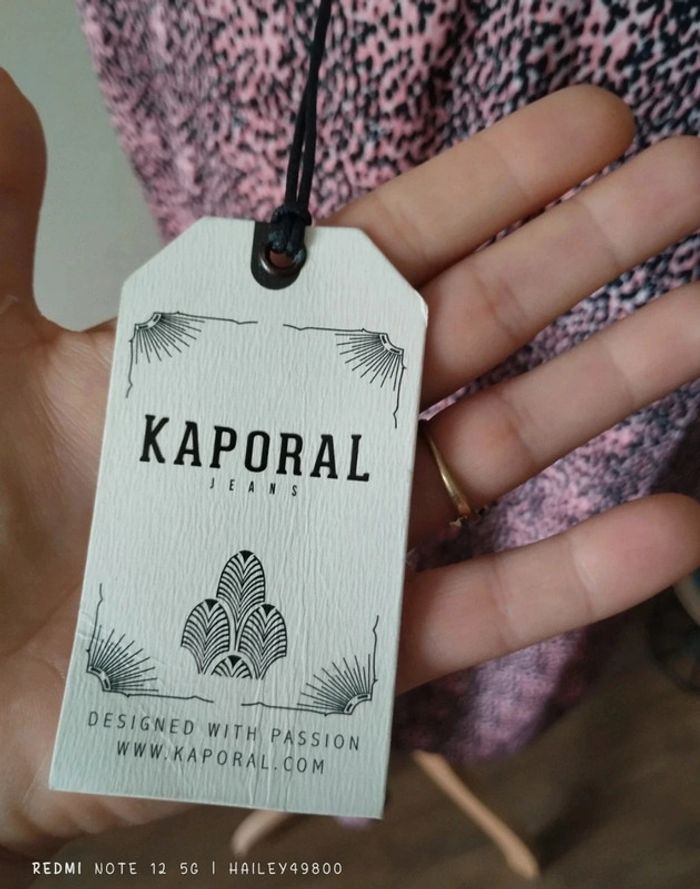 KAPORAL
JEANS
DESIGNED WITH PASSION
WWW.KAPORAL.COM
REDMI NOTE 12 5G | HAILEY49800